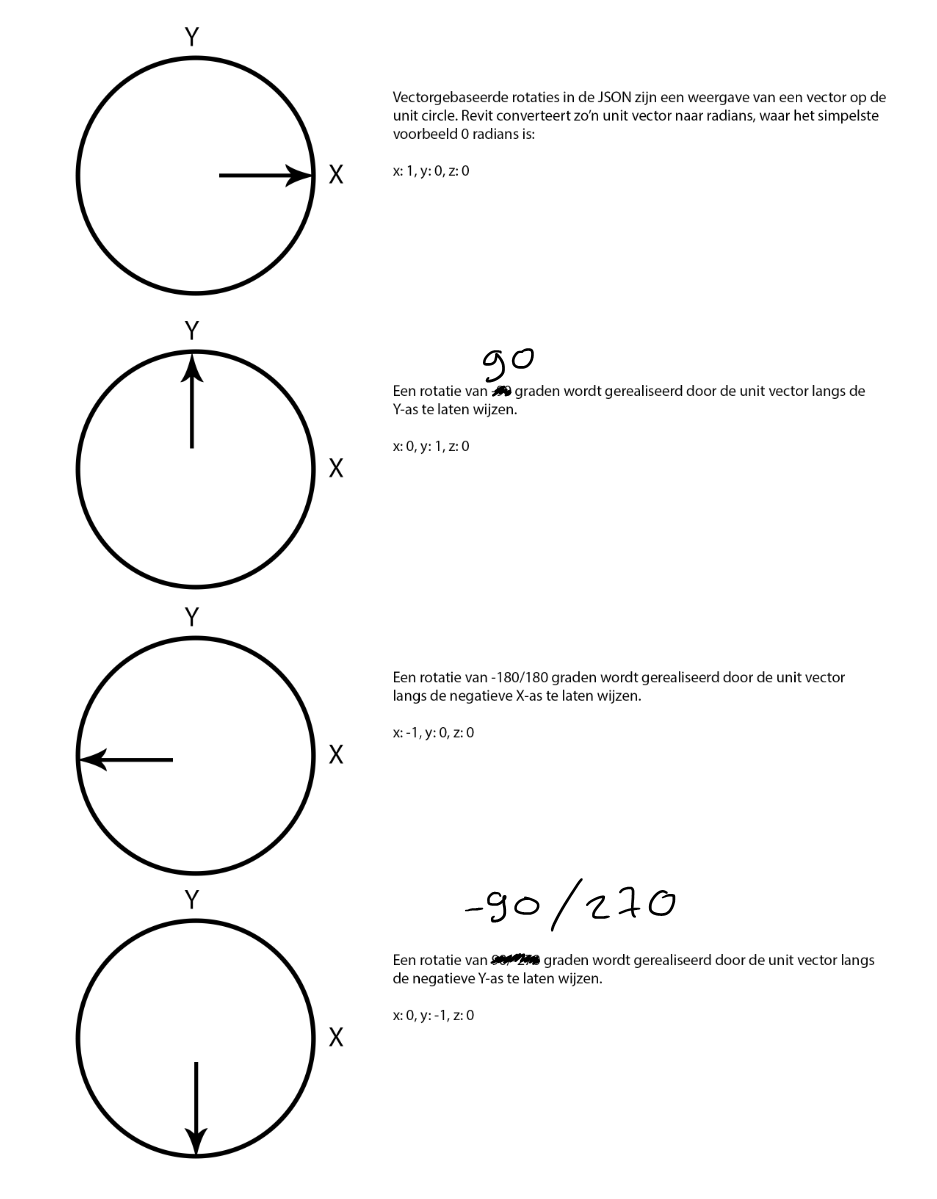 Y
Vectorgebaseerde rotaties in de JSON zijn een weergave van een vector op de
unit circle. Revit converteert zo'n unit vector naar radians, waar het simpelste
voorbeeld 0 radians is:
X
x: 1, y: 0, z: 0
Y
90
Een rotatie van graden wordt gerealiseerd door de unit vector langs de
Y-as te laten wijzen.
x: 0, y: 1, z: 0
X
Y
Een rotatie van -180/180 graden wordt gerealiseerd door de unit vector
langs de negatieve X-as te laten wijzen.
x: -1, y: 0, z: 0
X
Y
-90/270
Een rotatie van graden wordt gerealiseerd door de unit vector langs
de negatieve Y-as te laten wijzen.
x: 0, y: -1, z: 0
X